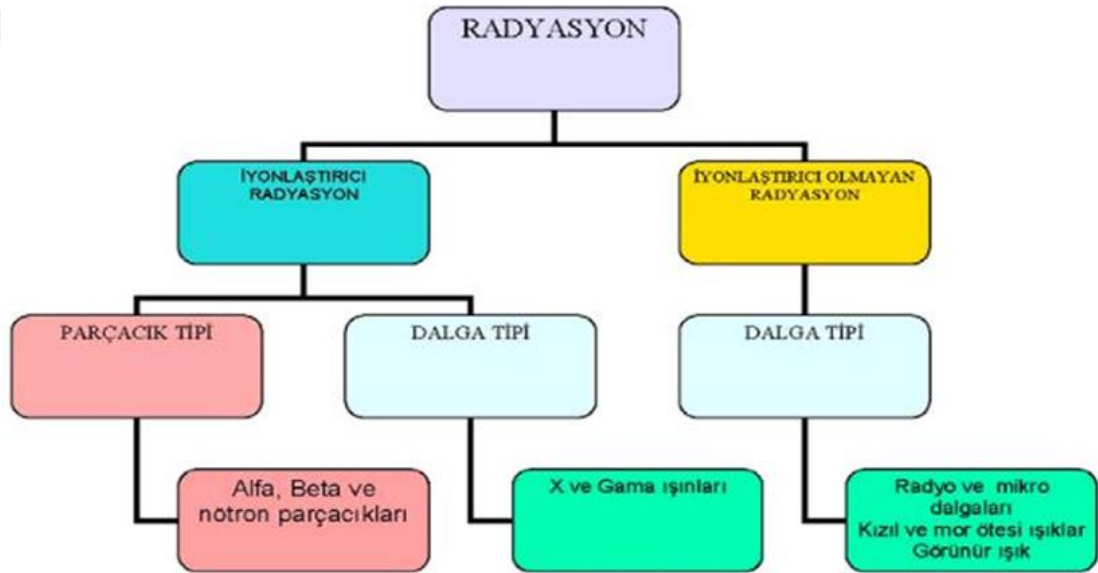 RADYASYON
İYONLAŞTIRICI
RADYASYON
İYONLAŞTIRICI OLMAYAN
RADYASYON
PARÇACIK TİPİ
DALGA TİPİ
DALGA TİPİ
Alfa, Beta ve
nötron parçacıkları
X ve Gama ışınları
Radyo ve mikro
dalgaları
Kızıl ve mor ötesi ışıklar
Görünür ışık